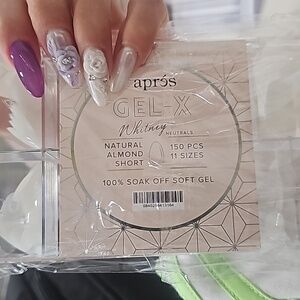 aprés
GEL-X
Whitney
NEUTRALS
NATURAL 150 PCS
ALMOND 11 SIZES
SHORT
100% SOAK OFF SOFT GEL